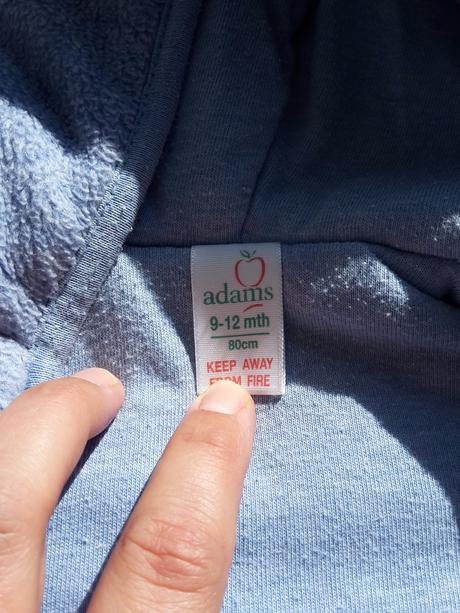 adams
9-12 mth
80cm
KEEP AWAY
FROM FIRE